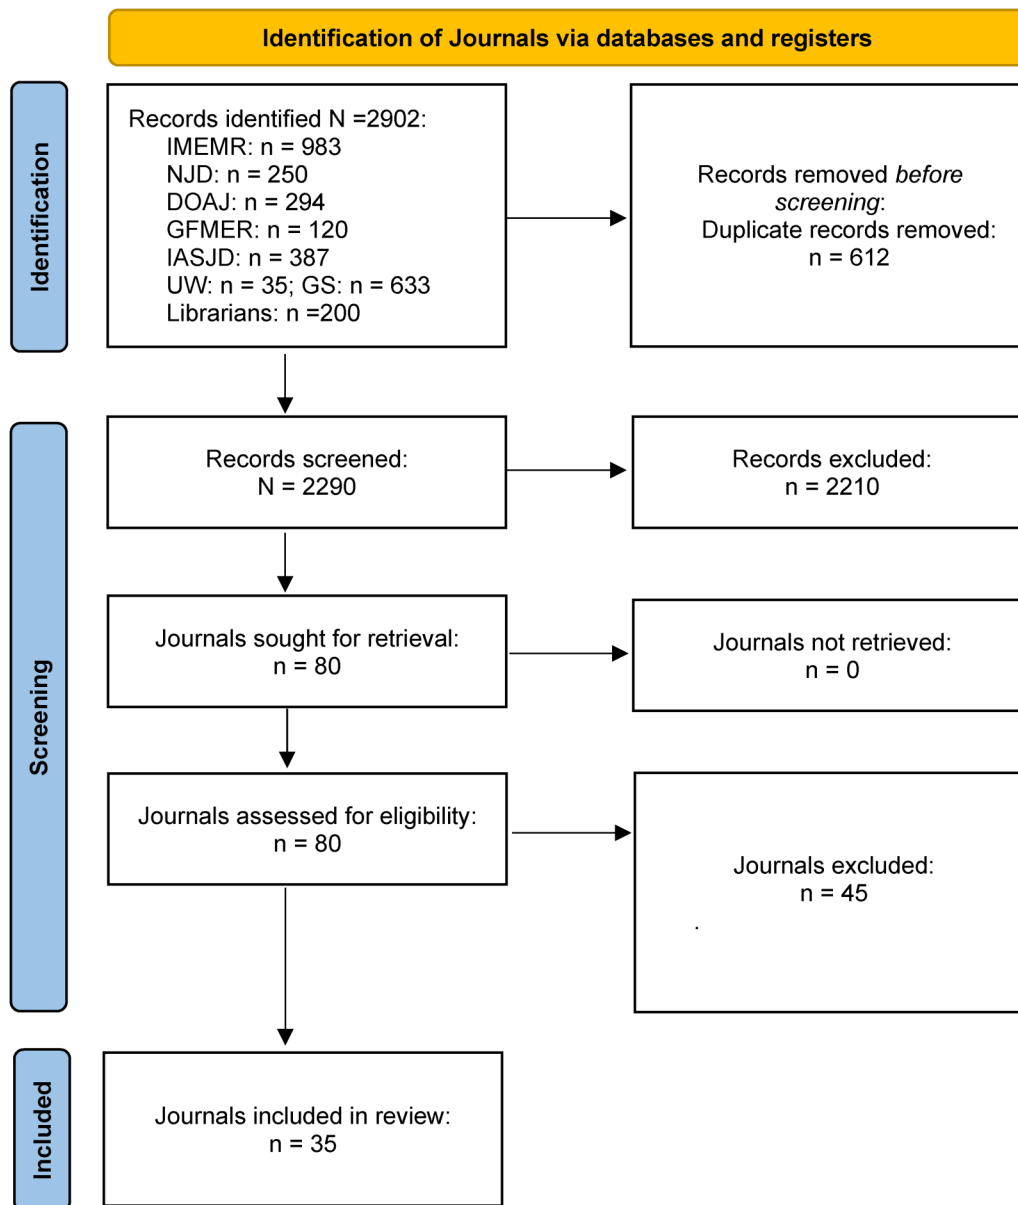 Identification of Journals via databases and registers
Identification
Records identified N =2902:
IMEMR: n = 983
NJD: n = 250
DOAJ: n = 294
GFMER: n = 120
IASJD: n = 387
UW: n = 35; GS: n = 633
Librarians: n =200
Records removed before
screening:
Duplicate records removed:
n = 612
Screening
Records screened:
N = 2290
Records excluded:
n = 2210
Journals sought for retrieval:
n = 80
Journals not retrieved:
n = 0
Journals assessed for eligibility:
n = 80
Journals excluded:
n = 45
.
Included
Journals included in review:
n = 35